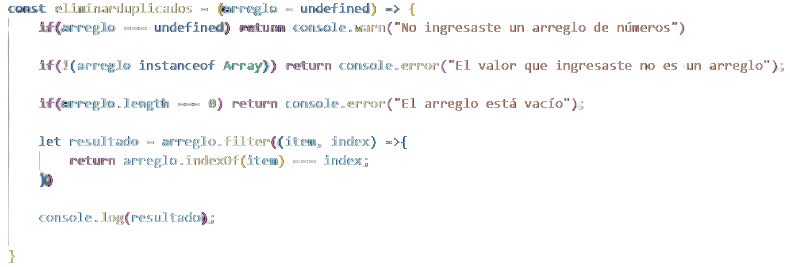 const eliminarduplicados = (arreglo = undefined) => {
if(arreglo === undefined) return console.warn("No ingresaste un arreglo de números")
if(!(arreglo instanceof Array)) return console.error("El valor que ingresaste no es un arreglo");
if(arreglo.length === 0) return console.error("El arreglo está vacío");
let resultado = arreglo.filter((item, index) =>{
return arreglo.indexOf(item) === index;
})
console.log(resultado);
}